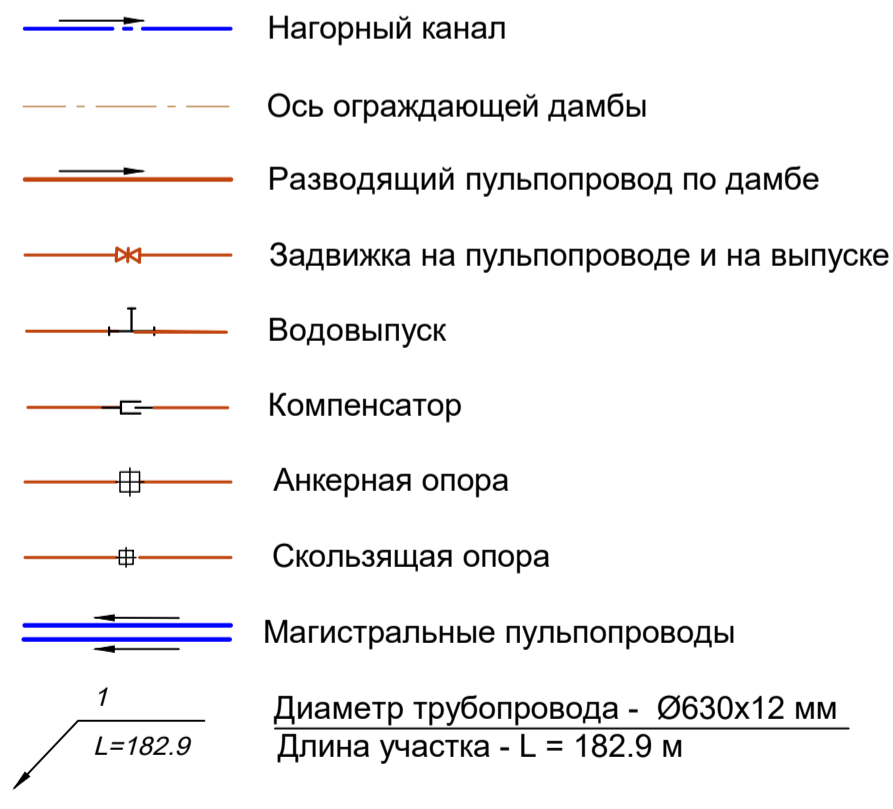 Нагорный канал
Ось ограждающей дамбы
Разводящий пульпопровод по дамбе
Задвижка на пульпопроводе и на выпуске
Водовыпуск
Компенсатор
Анкерная опора
Скользящая опора
Магистральные пульпопроводы
1
L=182.9
Диаметр трубопровода - Ø630x12 мм
Длина участка - L = 182.9 м